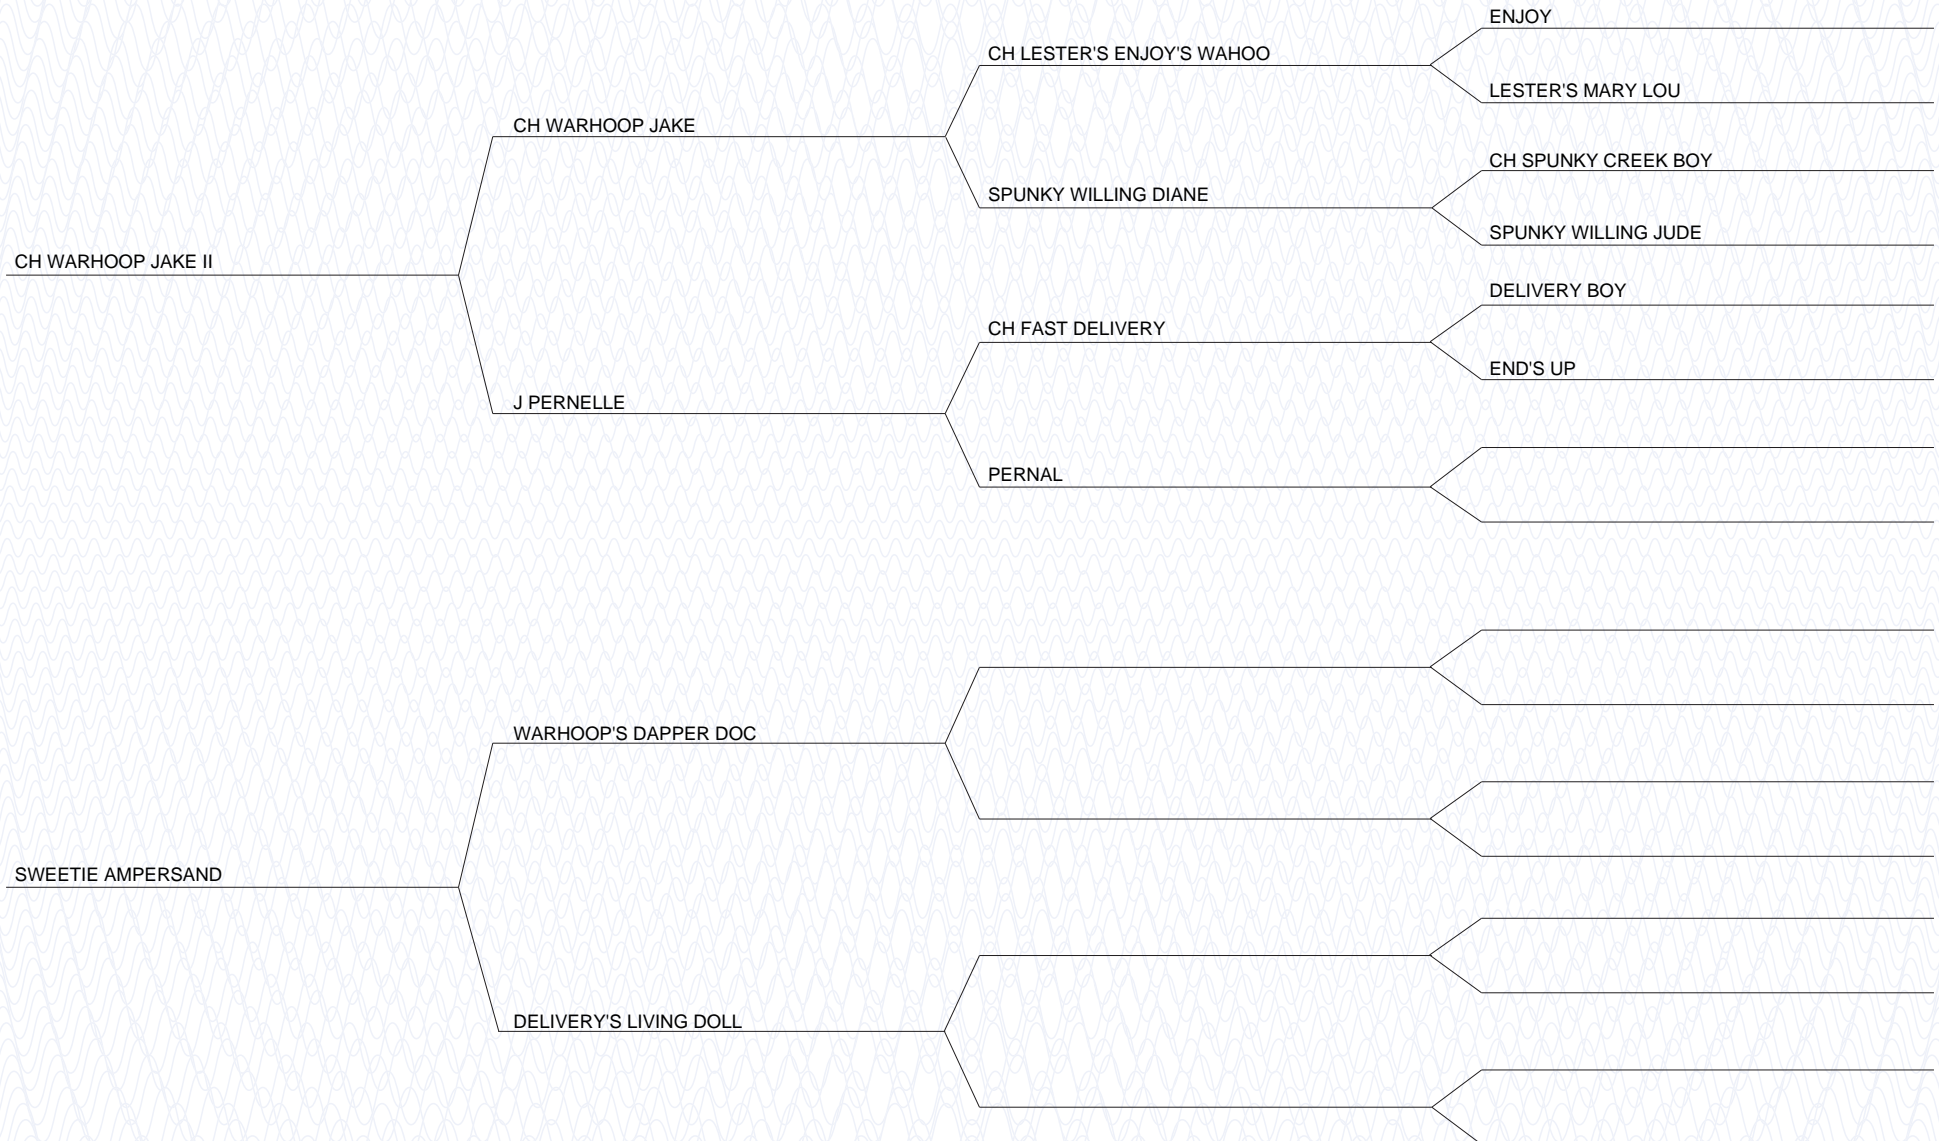 ENJOY
CH LESTER'S ENJOY'S WAHOO
LESTER'S MARY LOU
CH WARHOOP JAKE
CH SPUNKY CREEK BOY
SPUNKY WILLING DIANE
SPUNKY WILLING JUDE
CH WARHOOP JAKE II
DELIVERY BOY
CH FAST DELIVERY
END'S UP
J PERNELLE
PERNAL
WARHOOP'S DAPPER DOC
SWEETIE AMPERSAND
DELIVERY'S LIVING DOLL